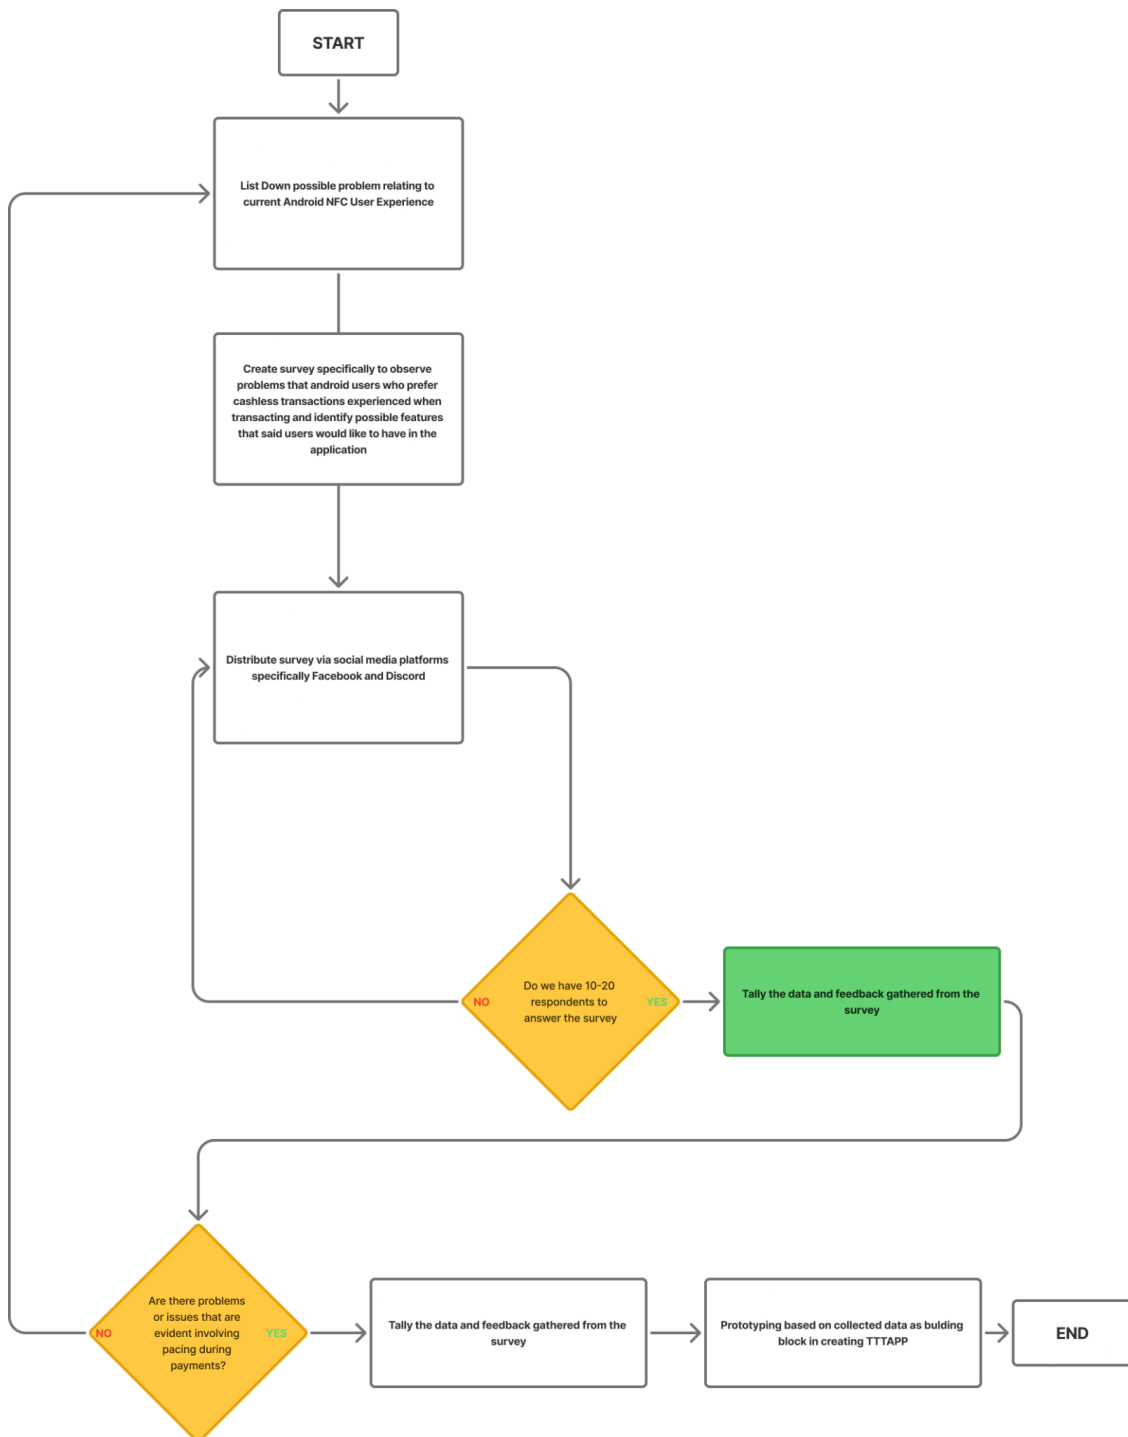 START
List Down possible problem relating to
current Android NFC User Experience
Create survey specifically to observe
problems that android users who prefer
cashless transactions experienced when
transacting and identify possible features
that said users would like to have in the
application
Distribute survey via social media platforms
specifically Facebook and Discord
Do we have 10-20
respondents to
answer the survey
NO
YES
Tally the data and feedback gathered from the
survey
Are there problems
or issues that are
evident involving
pacing during
payments?
NO
YES
Tally the data and feedback gathered from the
survey
Prototyping based on collected data as bulding
block in creating TTTAPP
END